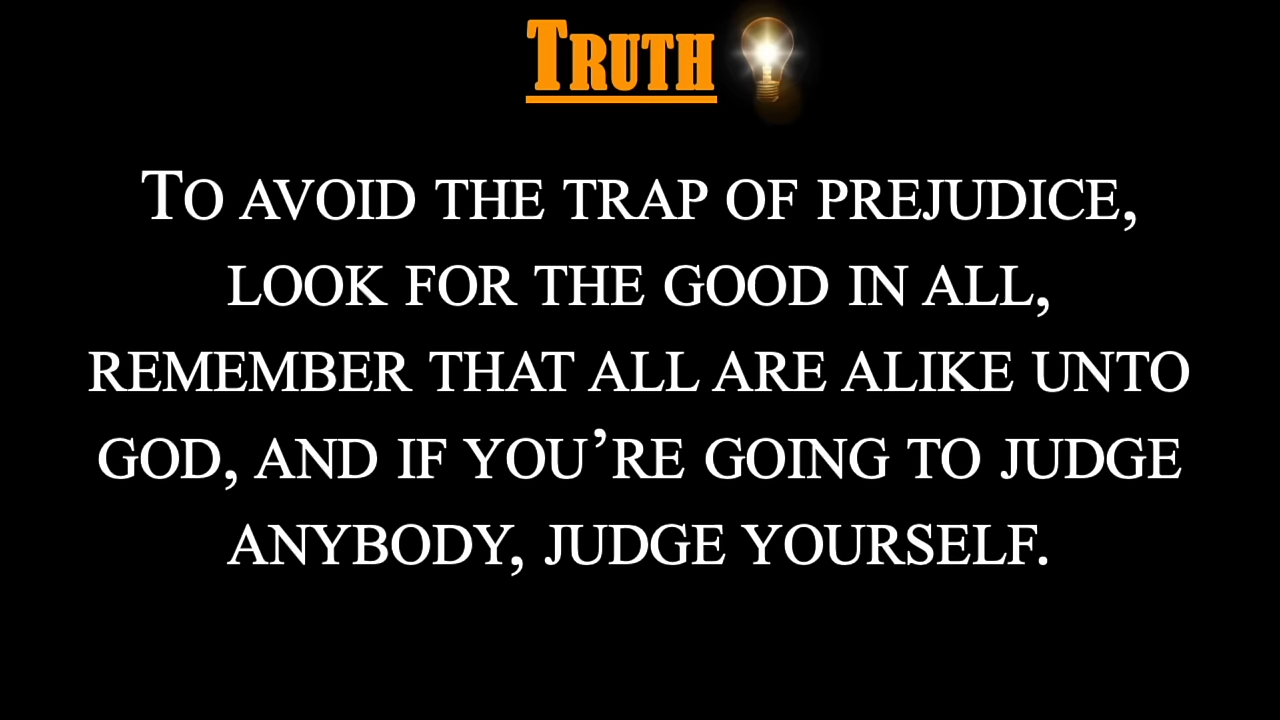 TRUTH
TO AVOID THE TRAP OF PREJUDICE,
LOOK FOR THE GOOD IN ALL,
REMEMBER THAT ALL ARE ALIKE UNTO
GOD, AND IF YOU’RE GOING TO JUDGE
ANYBODY, JUDGE YOURSELF.